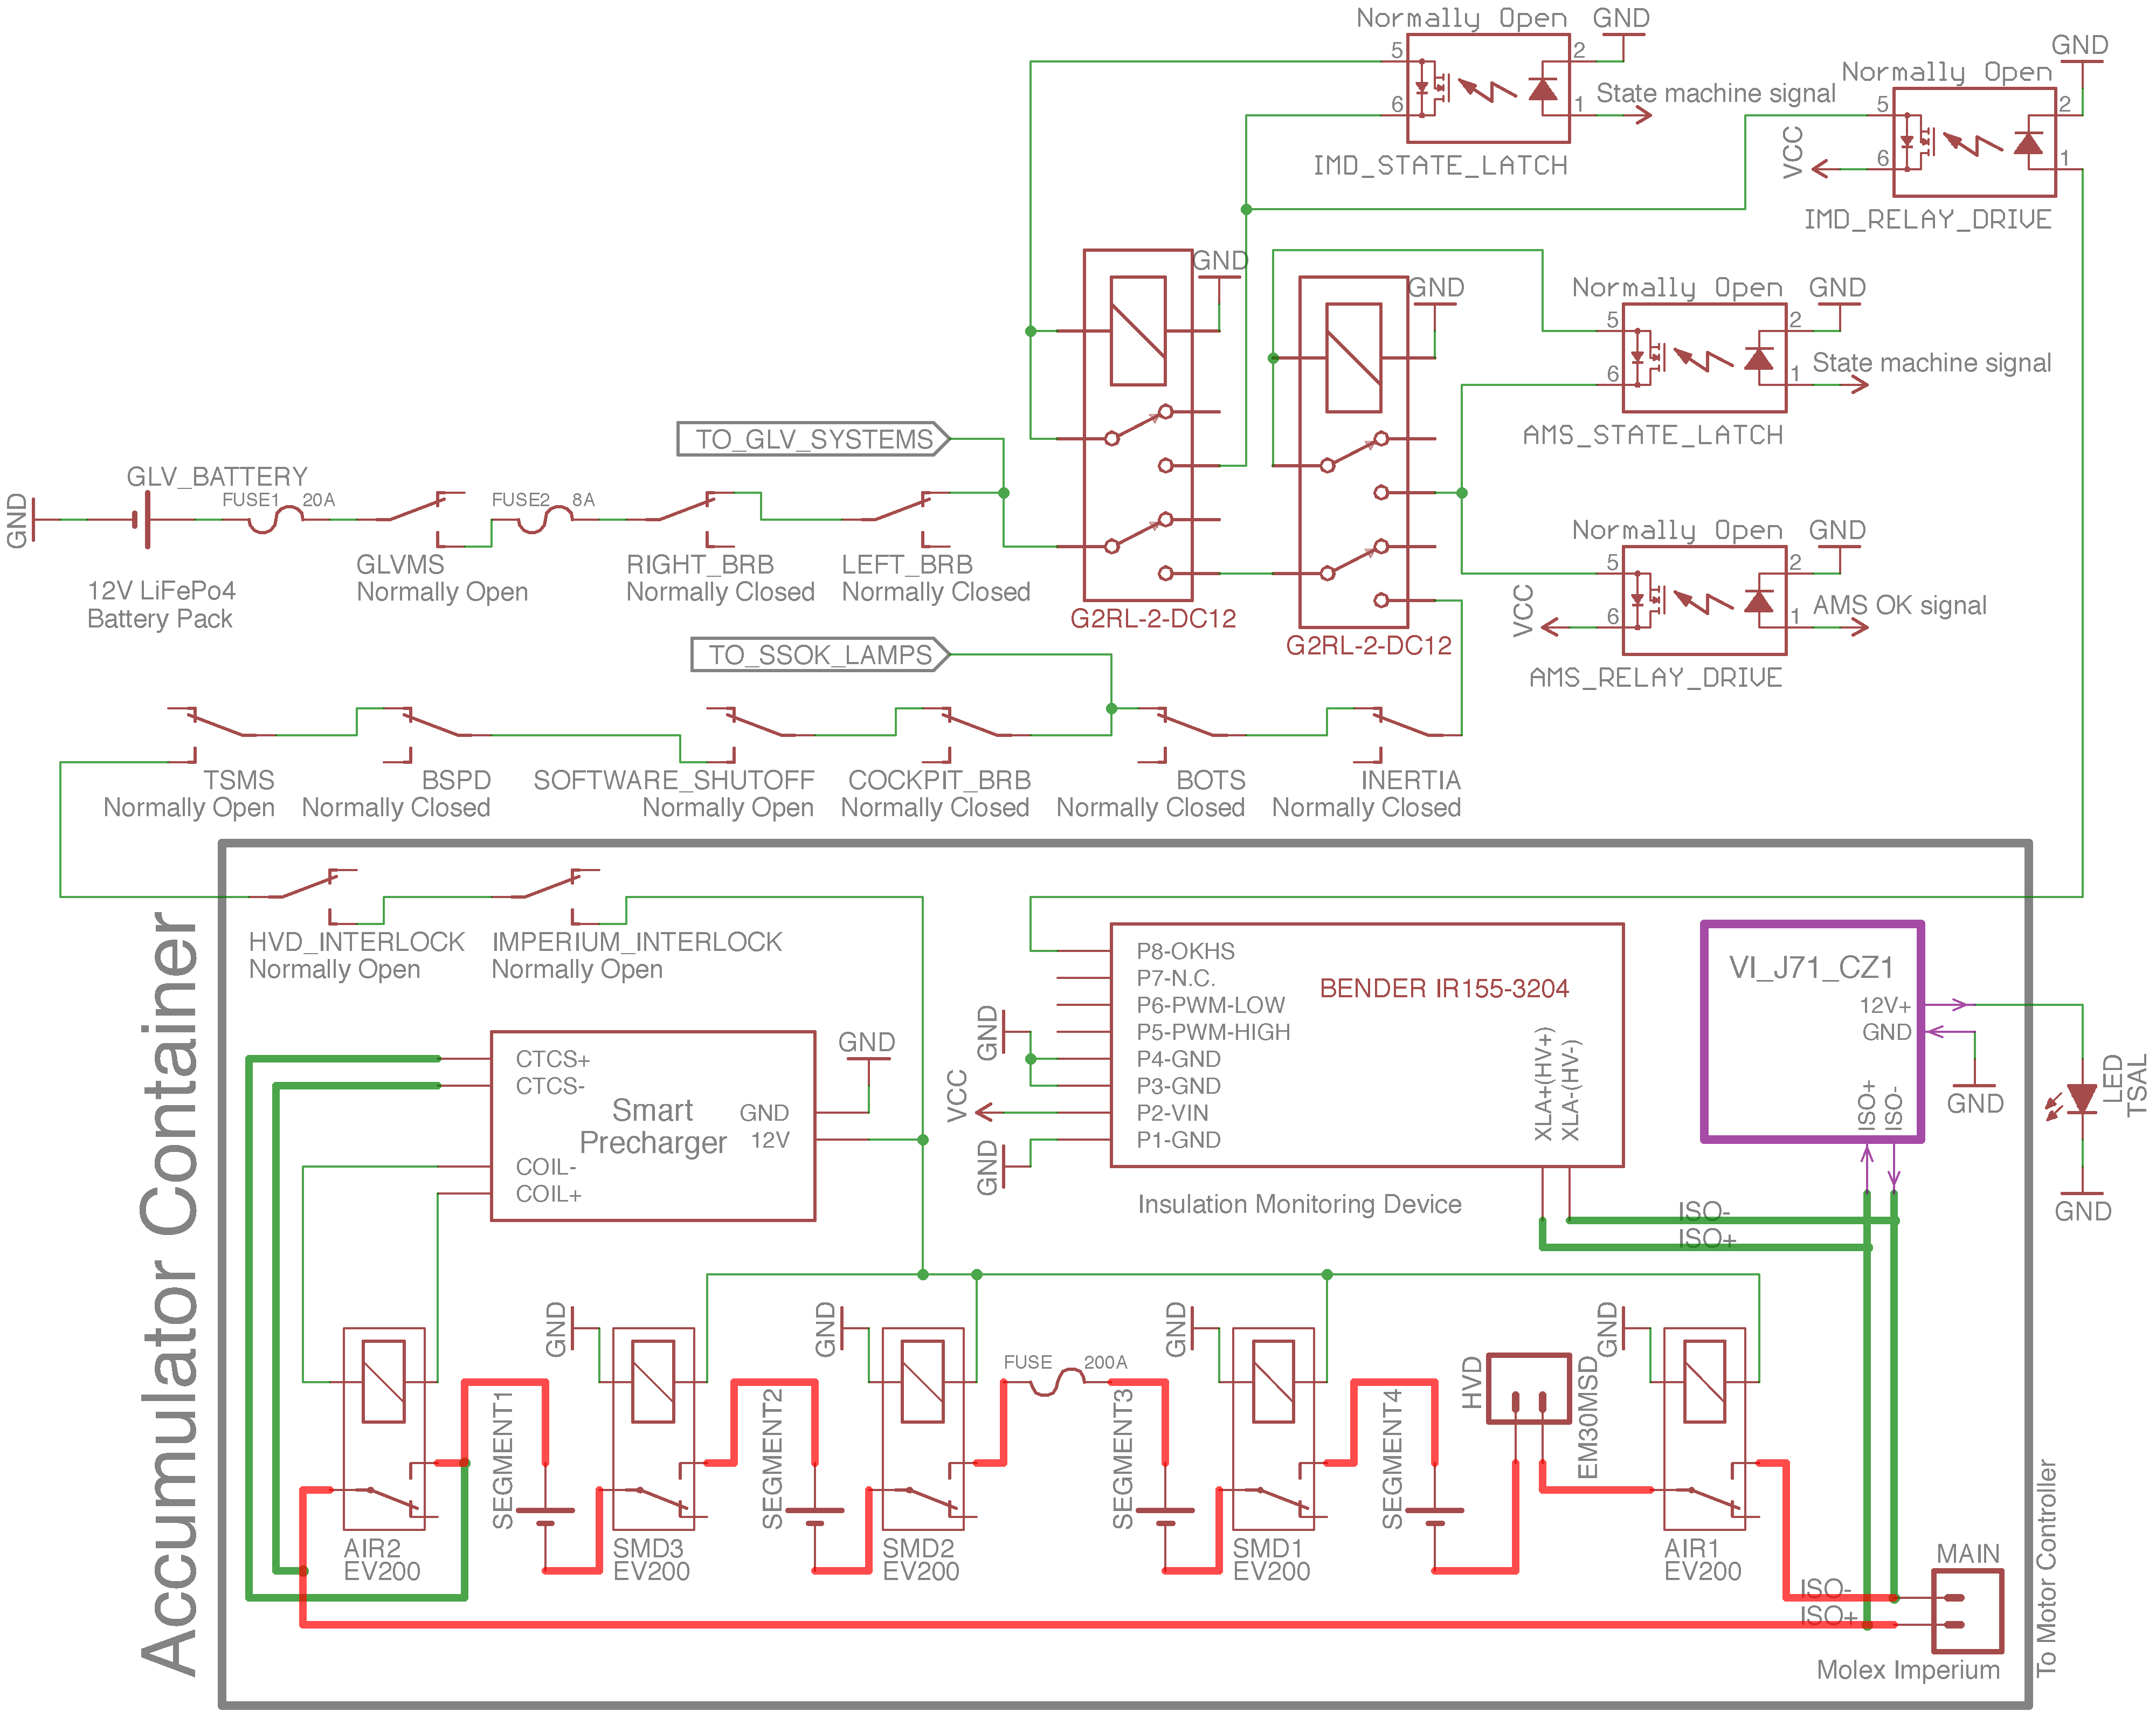 Normally Open
GND
5
2
State machine signal
6
1
IMD_STATE_LATCH
GND
Normally Open
5
2
VCC
6
1
IMD_RELAY_DRIVE
GND
GND
Normally Open
GND
5
2
State machine signal
6
1
AMS_STATE_LATCH
TO_GLV_SYSTEMS
GLV_BATTERY
FUSE1
20A
FUSE2
8A
GND
GLVMS
Normally Open
RIGHT_BRB
Normally Closed
LEFT_BRB
Normally Closed
12V LiFePo4
Battery Pack
G2RL-2-DC12
G2RL-2-DC12
Normally Open
GND
5
2
VCC
AMS OK signal
6
1
AMS_RELAY_DRIVE
TO_SSOK_LAMPS
TSMS
Normally Open
BSPD
Normally Closed
SOFTWARE_SHUTOFF
Normally Open
COCKPIT_BRB
Normally Closed
BOTS
Normally Closed
INERTIA
Normally Closed
Accumulator Container
HVD_INTERLOCK
Normally Open
IMPERIUM_INTERLOCK
Normally Open
CTCS+
CTCS-
Smart
Precharger
GND
12V
COIL-
COIL+
GND
P8-OKHS
P7-N.C.
P6-PWM-LOW
P5-PWM-HIGH
P4-GND
P3-GND
P2-VIN
P1-GND
BENDER IR155-3204
XLA+(HV+)
XLA-(HV-)
GND
VCC
GND
Insulation Monitoring Device
VI_J71_CZ1
12V+
GND
ISO+
ISO-
GND
LED
TSAL
GND
ISO-
ISO+
GND
GND
FUSE
200A
GND
GND
SEGMENT1
SEGMENT2
SEGMENT3
SEGMENT4
HVD
EM30MSD
AIR2
EV200
SMD3
EV200
SMD2
EV200
SMD1
EV200
AIR1
EV200
ISO-
ISO+
MAIN
Molex Imperium
To Motor Controller